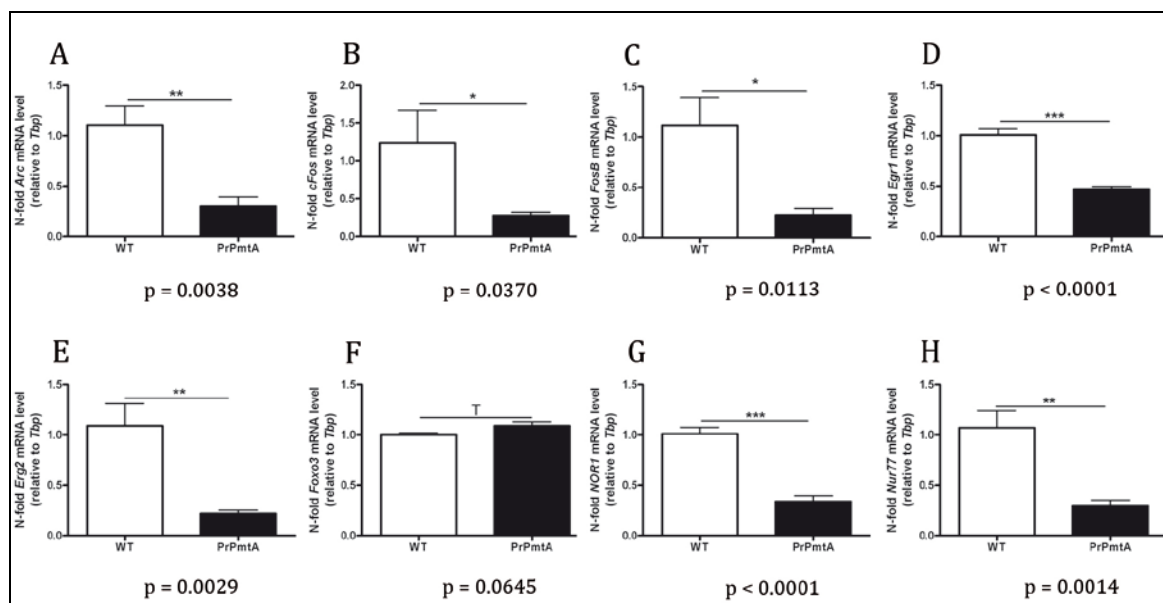 A
N-fold Arc mRNA level
(relative to Tbp)
1.5
1.0
0.5
0.0
**
WT
PrPmtA
p = 0.0038
B
N-fold cFos mRNA level
(relative to Tbp)
2.0
1.5
1.0
0.5
0.0
*
WT
PrPmtA
p = 0.0370
C
N-fold FosB mRNA level
(relative to Tbp)
1.5
1.0
0.5
0.0
*
WT
PrPmtA
p = 0.0113
D
N-fold Egr1 mRNA level
(relative to Tbp)
1.5
1.0
0.5
0.0
***
WT
PrPmtA
p < 0.0001
E
N-fold Erg2 mRNA level
(relative to Tbp)
1.5
1.0
0.5
0.0
**
WT
PrPmtA
p = 0.0029
F
N-fold Foxo3 mRNA level
(relative to Tbp)
1.5
1.0
0.5
0.0
T
WT
PrPmtA
p = 0.0645
G
N-fold NOR1 mRNA level
(relative to Tbp)
1.5
1.0
0.5
0.0
***
WT
PrPmtA
p < 0.0001
H
N-fold Nur77 mRNA level
(relative to Tbp)
1.5
1.0
0.5
0.0
**
WT
PrPmtA
p = 0.0014